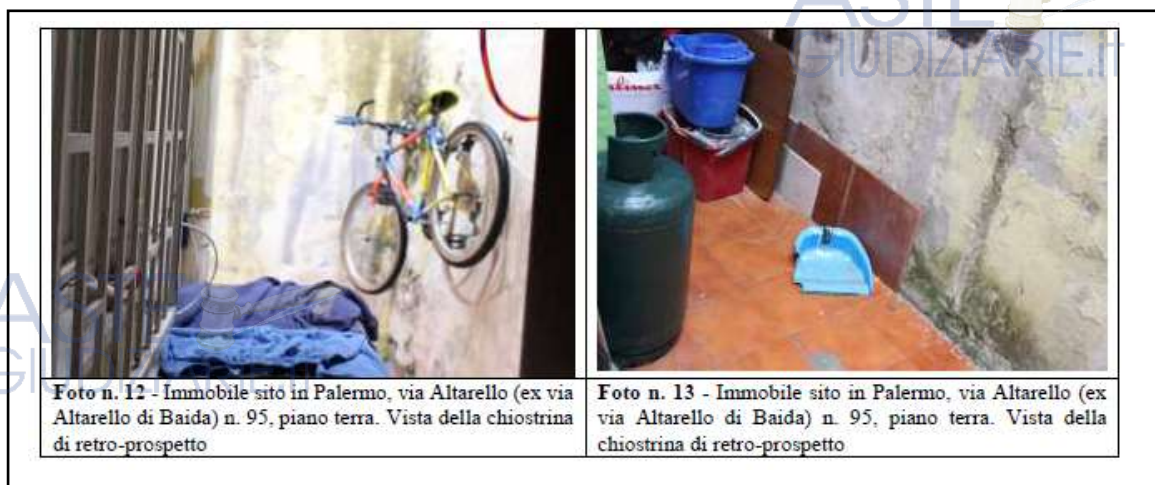 ASTE
GIUDIZIARIE.it
Foto n. 12 - Immobile sito in Palermo, via Altarello (ex via
Altarello di Baida) n. 95, piano terra. Vista della chiostrina
di retro-prospetto
Foto n. 13 - Immobile sito in Palermo, via Altarello (ex
via Altarello di Baida) n. 95, piano terra. Vista della
chiostrina di retro-prospetto